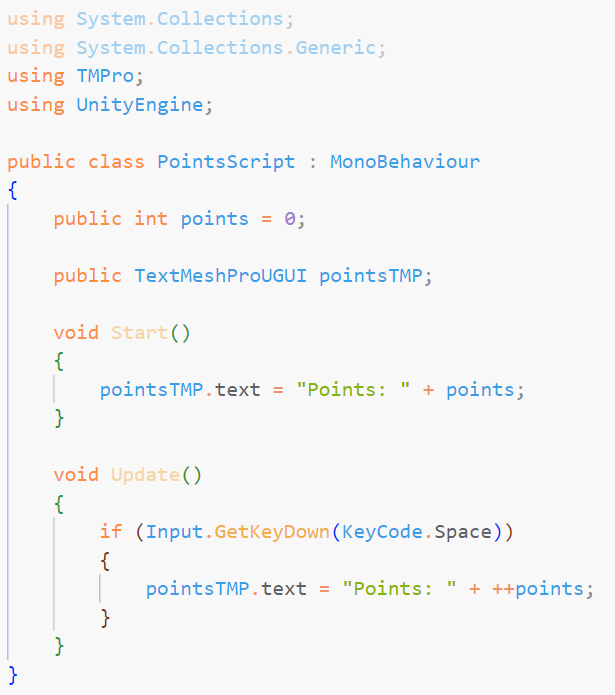 using System.Collections;
using System.Collections.Generic;
using TMPro;
using UnityEngine;
public class PointsScript : MonoBehaviour
{
public int points = 0;
public TextMeshProUGUI pointsTMP;
void Start()
{
pointsTMP.text = "Points: " + points;
}
void Update()
{
if (Input.GetKeyDown(KeyCode.Space))
{
pointsTMP.text = "Points: " + ++points;
}
}
}